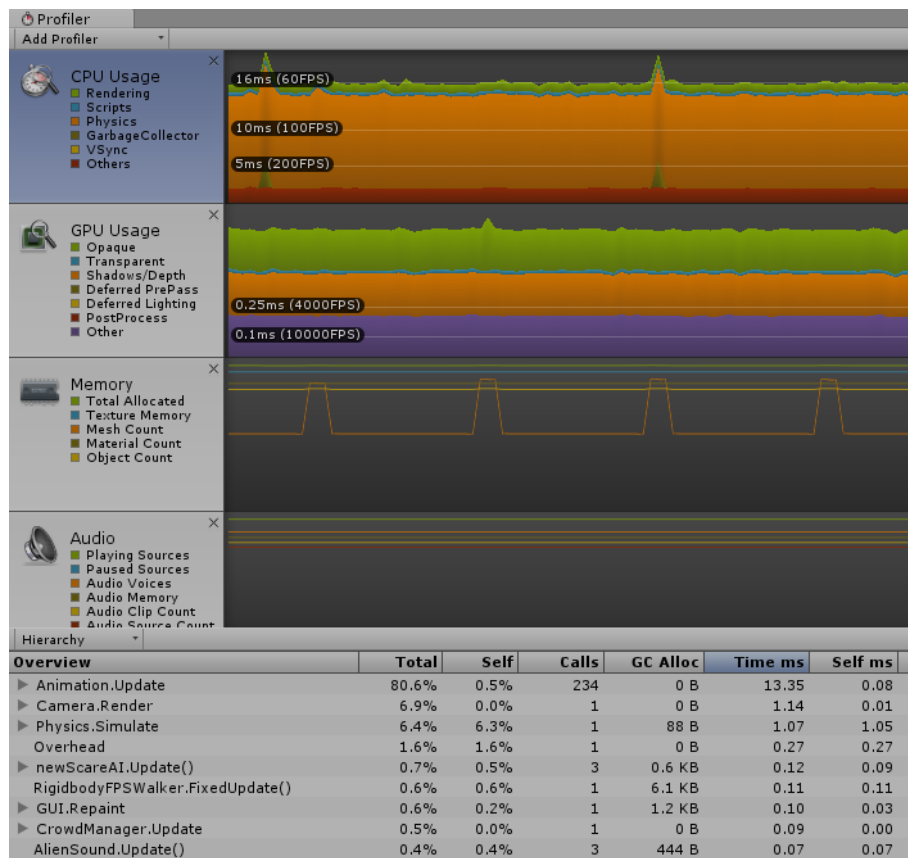 Profiler
Add Profiler
CPU Usage
Rendering
Scripts
Physics
GarbageCollector
VSync
Others
16ms (60FPS)
10ms (100FPS)
5ms (200FPS)
GPU Usage
Opaque
Transparent
Shadows/Depth
Deferred PrePass
Deferred Lighting
PostProcess
Other
0.25ms (4000FPS)
0.1ms (10000FPS)
Memory
Total Allocated
Texture Memory
Mesh Count
Material Count
Object Count
Audio
Playing Sources
Paused Sources
Audio Voices
Audio Memory
Audio Clip Count
Audio Source Count
Hierarchy
Overview Total Self Calls GC Alloc Time ms Self ms
Animation.Update 80.6% 0.5% 234 0 B 13.35 0.08
Camera.Render 6.9% 0.0% 1 0 B 1.14 0.01
Physics.Simulate 6.4% 6.3% 1 88 B 1.07 1.05
Overhead 1.6% 1.6% 1 0 B 0.27 0.27
newScareAI.Update() 0.7% 0.5% 3 0.6 KB 0.12 0.09
RigidbodyFPSWalker.FixedUpdate() 0.6% 0.6% 1 6.1 KB 0.11 0.11
GUI.Repaint 0.6% 0.2% 1 1.2 KB 0.10 0.03
CrowdManager.Update 0.5% 0.0% 1 0 B 0.09 0.00
AlienSound.Update() 0.4% 0.4% 3 444 B 0.07 0.07